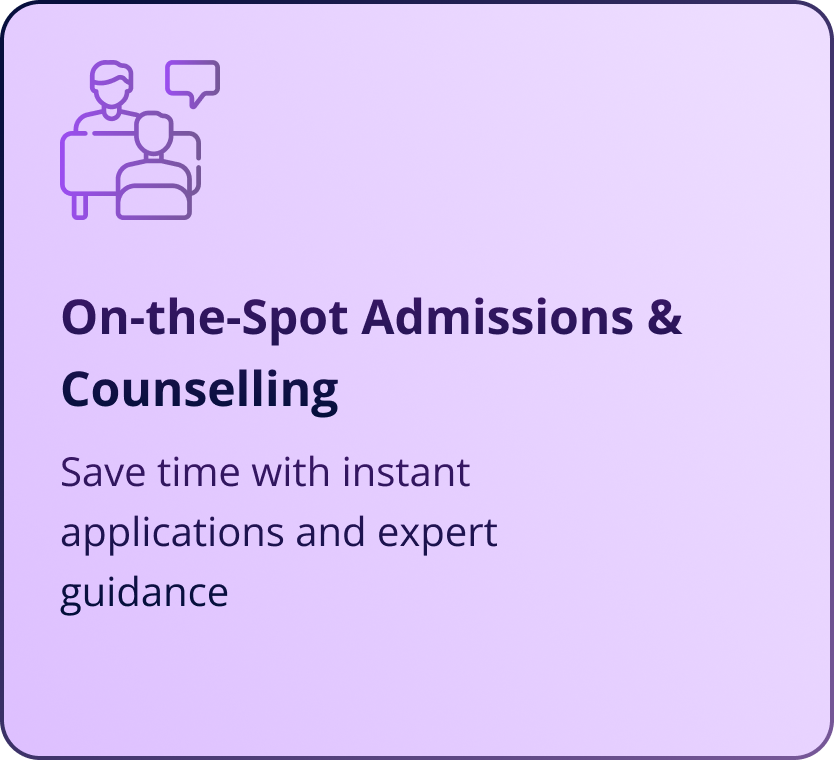 On-the-Spot Admissions &
Counselling
Save time with instant
applications and expert
guidance